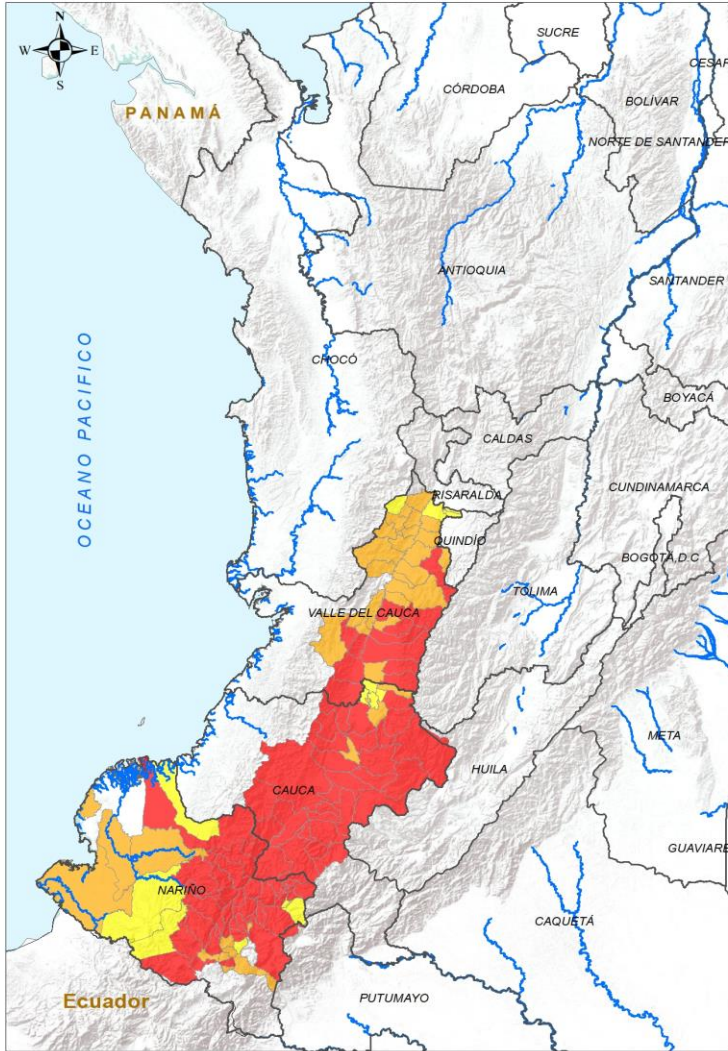 N
W E
S
SUCRE
CESAR
CÓRDOBA
BOLÍVAR
PANAMÁ
NORTE DE SANTANDER
ANTIOQUIA
SANTANDER
OCEANO PACIFICO
CHOCÓ
BOYACÁ
CALDAS
CUNDINAMARCA
RISARALDA
QUINDÍO
BOGOTÁ, D.C
TOLIMA
VALLE DEL CAUCA
META
HUILA
CAUCA
GUAVIARE
NARIÑO
CAQUETÁ
Ecuador
PUTUMAYO